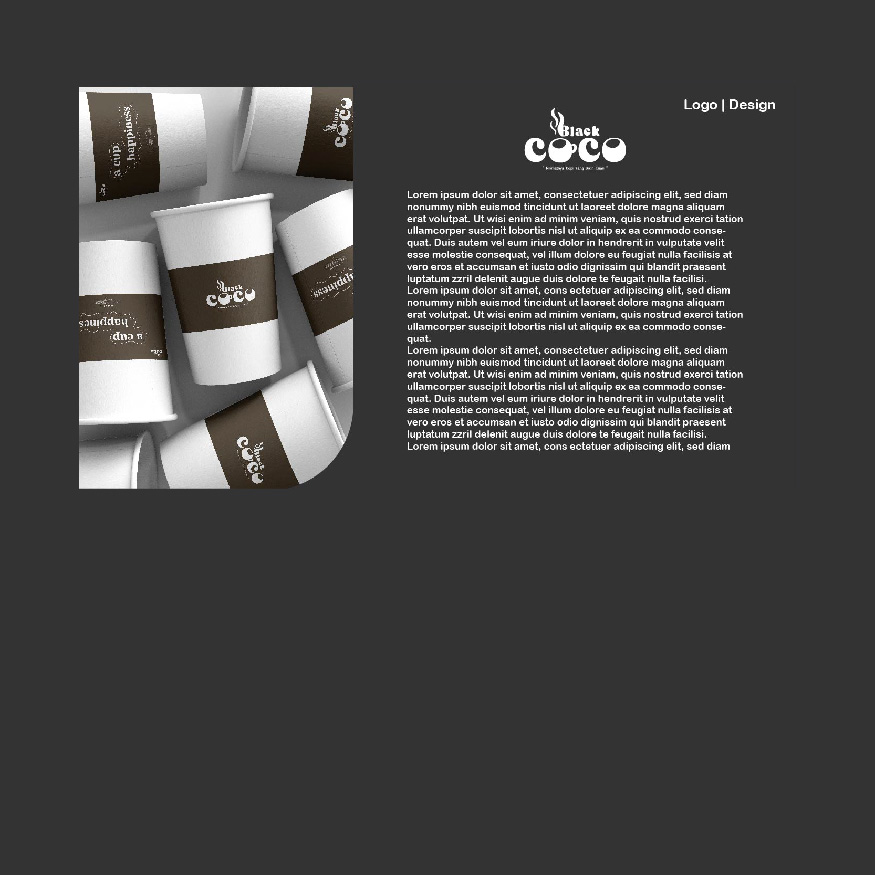 Logo | Design
Black
COCO
Lorem ipsum dolor sit amet, consectetuer adipiscing elit, sed diam
nonummy nibh euismod tincidunt ut laoreet dolore magna aliquam
erat volutpat. Ut wisi enim ad minim veniam, quis nostrud exerci tation
ullamcorper suscipit lobortis nisl ut aliquip ex ea commodo conse-
quat. Duis autem vel eum iriure dolor in hendrerit in vulputate velit
esse molestie consequat, vel illum dolore eu feugiat nulla facilisis at
vero eros et accumsan et iusto odio dignissim qui blandit praesent
luptatum zzril delenit augue duis dolore te feugait nulla facilisi.
Lorem ipsum dolor sit amet, cons ectetuer adipiscing elit, sed diam
nonummy nibh euismod tincidunt ut laoreet dolore magna aliquam
erat volutpat. Ut wisi enim ad minim veniam, quis nostrud exerci tation
ullamcorper suscipit lobortis nisl ut aliquip ex ea commodo conse-
quat.
Lorem ipsum dolor sit amet, consectetuer adipiscing elit, sed diam
nonummy nibh euismod tincidunt ut laoreet dolore magna aliquam
erat volutpat. Ut wisi enim ad minim veniam, quis nostrud exerci tation
ullamcorper suscipit lobortis nisl ut aliquip ex ea commodo conse-
quat. Duis autem vel eum iriure dolor in hendrerit in vulputate velit
esse molestie consequat, vel illum dolore eu feugiat nulla facilisis at
vero eros et accumsan et iusto odio dignissim qui blandit praesent
luptatum zzril delenit augue duis dolore te feugait nulla facilisi.
Lorem ipsum dolor sit amet, cons ectetuer adipiscing elit, sed diam
a cup
happiness
Black
COCO
Black
COCO
happiness
a cup
happiness
Black
COCO